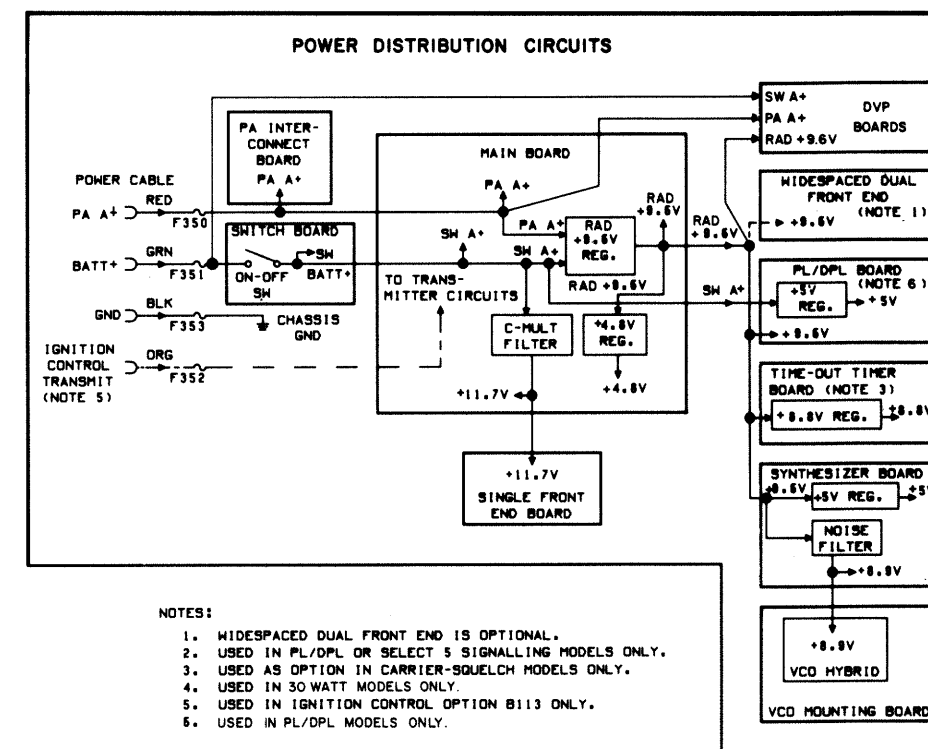 POWER DISTRIBUTION CIRCUITS
PA INTER-
CONNECT
BOARD
PA A+
POWER CABLE
RED
PA A+
F350
SWITCH BOARD
GRN
BATT+
F351
SW
BATT+
ON-OFF
SW
BLK
GND
F353
CHASSIS
GND
IGNITION
CONTROL
TRANSMIT
(NOTE 5)
ORG
F352
MAIN BOARD
PA A+
SW A+
PA A+
SW A+
RAD
+9.6V
REG.
RAD
+9.6V
RAD
+9.6V
TO TRANS-
MITTER CIRCUITS
RAD +9.6V
SW A+
C-MULT
FILTER
+4.8V
REG.
+11.7V
+4.8V
+11.7V
SINGLE FRONT
END BOARD
SW A+
PA A+
RAD +9.6V
DVP
BOARDS
WIDESPACED DUAL
FRONT END
(NOTE 1)
+9.6V
PL/DPL BOARD
(NOTE 6)
+5V
REG.
+5V
+9.6V
TIME-OUT TIMER
BOARD (NOTE 3)
+8.8V REG.
+8.8V
SYNTHESIZER BOARD
+9.6V
+5V REG.
+5V
NOISE
FILTER
+8.9V
+8.9V
VCO HYBRID
VCO MOUNTING BOARD
NOTES:
1. WIDESPACED DUAL FRONT END IS OPTIONAL.
2. USED IN PL/DPL OR SELECT 5 SIGNALLING MODELS ONLY.
3. USED AS OPTION IN CARRIER-SQUELCH MODELS ONLY.
4. USED IN 30 WATT MODELS ONLY.
5. USED IN IGNITION CONTROL OPTION B113 ONLY.
6. USED IN PL/DPL MODELS ONLY.